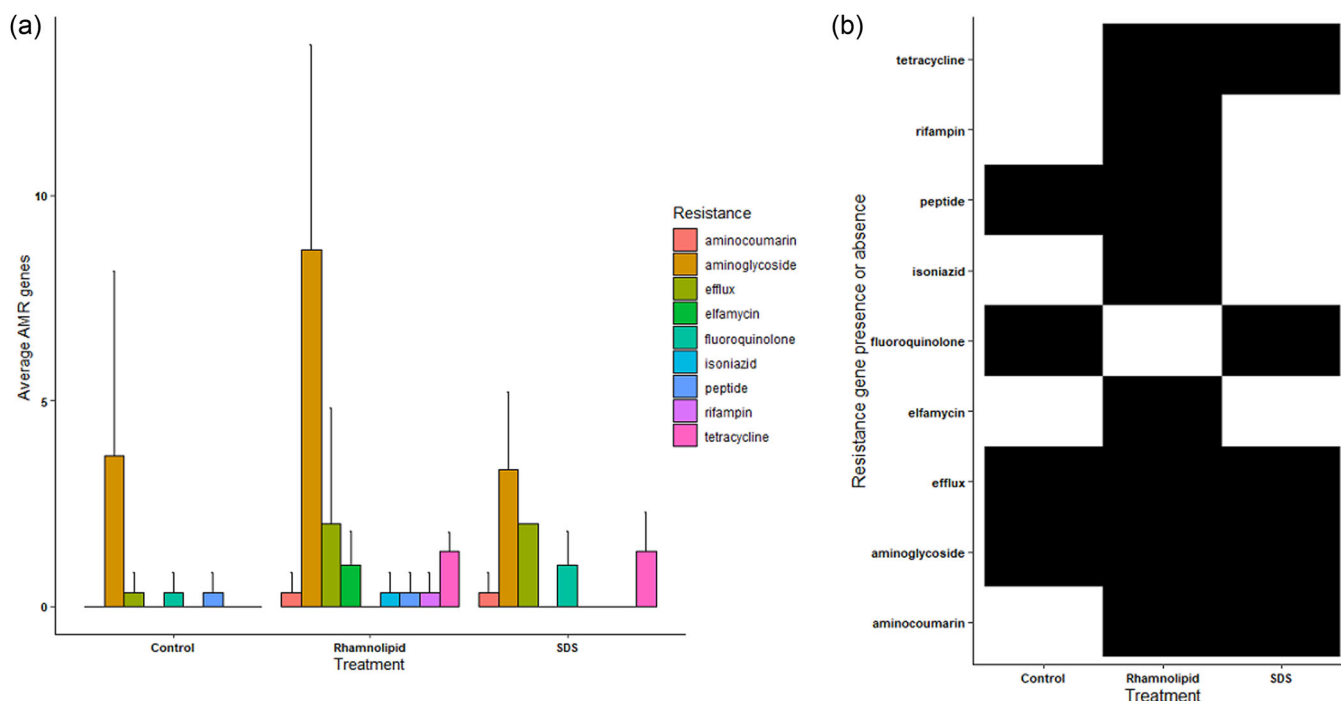 (a)
Average AMR genes
10
5
0
Control
Rhamnolipid
SDS
Treatment
Resistance
aminocoumarin
aminoglycoside
efflux
elfamycin
fluoroquinolone
isoniazid
peptide
rifampin
tetracycline
(b)
Resistance gene presence or absence
tetracycline
rifampin
peptide
isoniazid
fluoroquinolone
elfamycin
efflux
aminoglycoside
aminocoumarin
Control
Rhamnolipid
SDS
Treatment